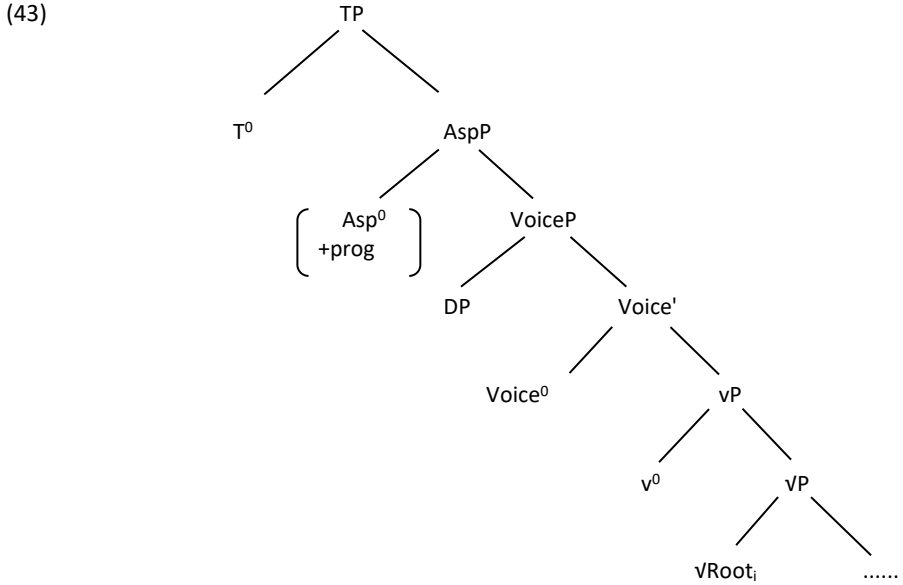 (43)
TP
T⁰
AspP
Asp⁰
+prog
VoiceP
DP
Voice'
Voice⁰
vP
v⁰
√P
√Rootᵢ
......